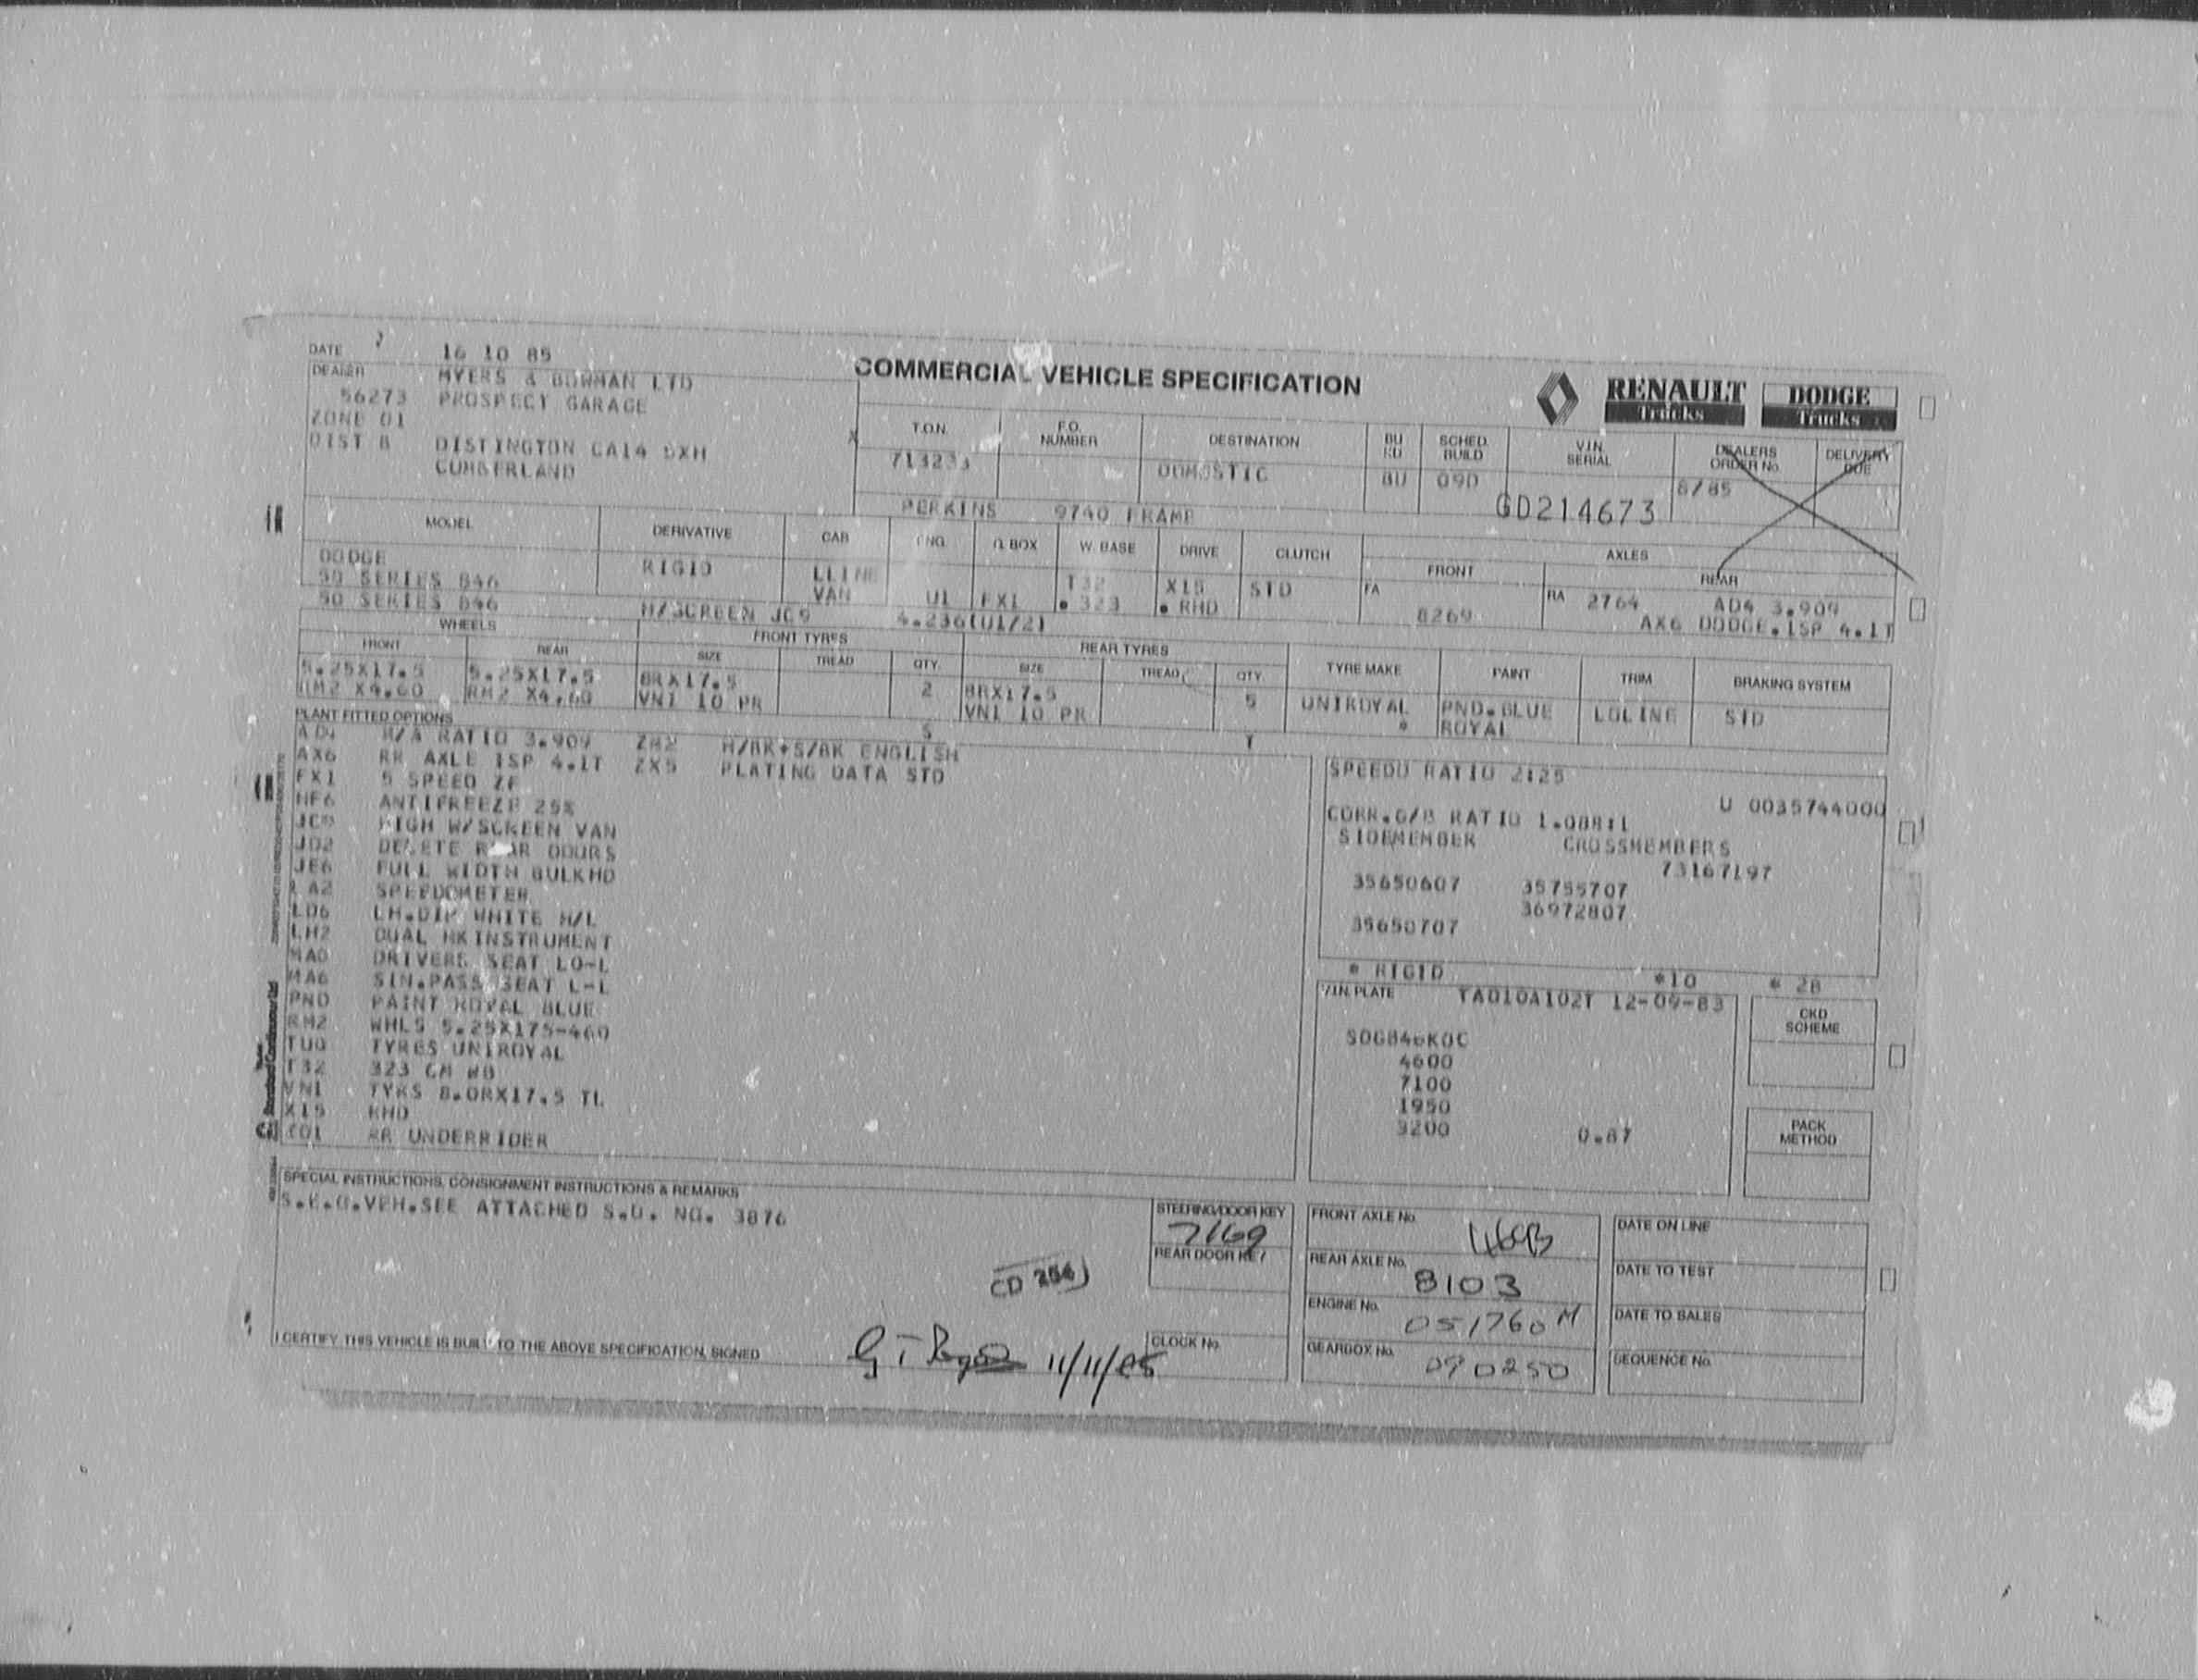 DATE 16 10 85
COMMERCIAL VEHICLE SPECIFICATION
RENAULT Trucks
DODGE Trucks
DEALER MYERS & BOWMAN LTD
56273 PROSPECT GARAGE
ZONE 01
DIST 8 DISTINGTON CA14 5XH
CUMBERLAND
T.O.N. F.O. NUMBER DESTINATION BU RD SCHED. BUILD V.I.N. SERIAL DEALERS ORDER No. DELIVERY DUE
DOMESTIC BU 09D GD214673 6/85
PERKINS 9740 FRAME
MODEL DERIVATIVE CAB ENG. G. BOX W. BASE DRIVE CLUTCH AXLES
FRONT REAR
DODGE RIGID LLINE T32 X15 STD FA RA 2764 AD4 3.909
50 SERIES B46 VAN U1 FX1 * 323 * RHD 8269 AX6 DODGE.1SP 4.1T
50 SERIES B46 H/SCREEN JC9 4.236(U1/2)
WHEELS FRONT TYRES REAR TYRES
FRONT REAR SIZE TREAD QTY. SIZE TREAD QTY. TYRE MAKE PAINT TRIM BRAKING SYSTEM
5.25X17.5 5.25X17.5 8RX17.5 2 8RX17.5 5 UNIROYAL PND.BLUE LOLINE STD
RM2 X4.60 RM2 X4.60 VN1 10 PR VN1 10 PR * ROYAL
PLANT FITTED OPTIONS S T
AD4 R/A RATIO 3.909 ZH2 H/BK+S/BK ENGLISH
AX6 RR AXLE 1SP 4.1T ZX5 PLATING DATA STD
FX1 5 SPEED ZF
HF6 ANTIFREEZE 25%
JC9 HIGH W/SCREEN VAN
JD2 DELETE REAR DOORS
JE6 FULL WIDTH BULKHD
LA2 SPEEDOMETER
LD6 LH.DIP WHITE H/L
LH2 DUAL MKINSTRUMENT
MA0 DRIVERS SEAT LO-L
MA6 SIN.PASS SEAT L-L
PND PAINT ROYAL BLUE
RM2 WHLS 5.25X175-460
TU0 TYRES UNIROYAL
T32 323 CM WB
VN1 TYRS 8.0RX17.5 TL
X15 RHD
RR UNDERRIDER
SPEEDO RATIO 2:25
U 0035744000
CORR.G/B RATIO 1.088:1
SIDEMEMBER CROSSMEMBERS
73167197
35650607 35755707
36972807
35650707
* RIGID *10 * 28
V.I.N. PLATE TAD10A102T 12-09-83
SOGB46K0C
4600
7100
1950
3200 0.87
CKD SCHEME
PACK METHOD
SPECIAL INSTRUCTIONS, CONSIGNMENT INSTRUCTIONS & REMARKS
S.E.O.VEH.SEE ATTACHED S.O. NO. 3876
CD 256
STEERING/DOOR KEY 7169
REAR DOOR KEY
CLOCK No.
FRONT AXLE No.
REAR AXLE No. 8103
ENGINE No. 051760M
GEARBOX No. 090250
DATE ON LINE
DATE TO TEST
DATE TO SALES
SEQUENCE No.
I CERTIFY THIS VEHICLE IS BUILT TO THE ABOVE SPECIFICATION, SIGNED 11/11/85